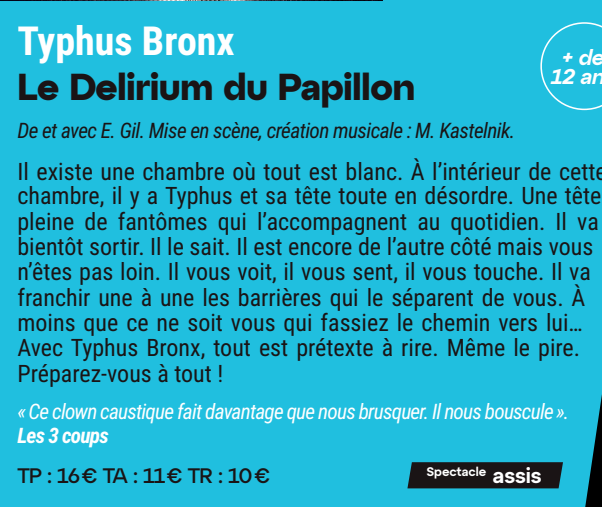 Typhus Bronx
Le Delirium du Papillon
+ de
12 an
De et avec E. Gil. Mise en scène, création musicale : M. Kastelnik.
Il existe une chambre où tout est blanc. À l’intérieur de cette
chambre, il y a Typhus et sa tête toute en désordre. Une tête
pleine de fantômes qui l’accompagnent au quotidien. Il va
bientôt sortir. Il le sait. Il est encore de l’autre côté mais vous
n’êtes pas loin. Il vous voit, il vous sent, il vous touche. Il va
franchir une à une les barrières qui le séparent de vous. À
moins que ce ne soit vous qui fassiez le chemin vers lui...
Avec Typhus Bronx, tout est prétexte à rire. Même le pire.
Préparez-vous à tout !
« Ce clown caustique fait davantage que nous brusquer. Il nous bouscule ».
Les 3 coups
TP : 16 € TA : 11 € TR : 10 €
Spectacle assis